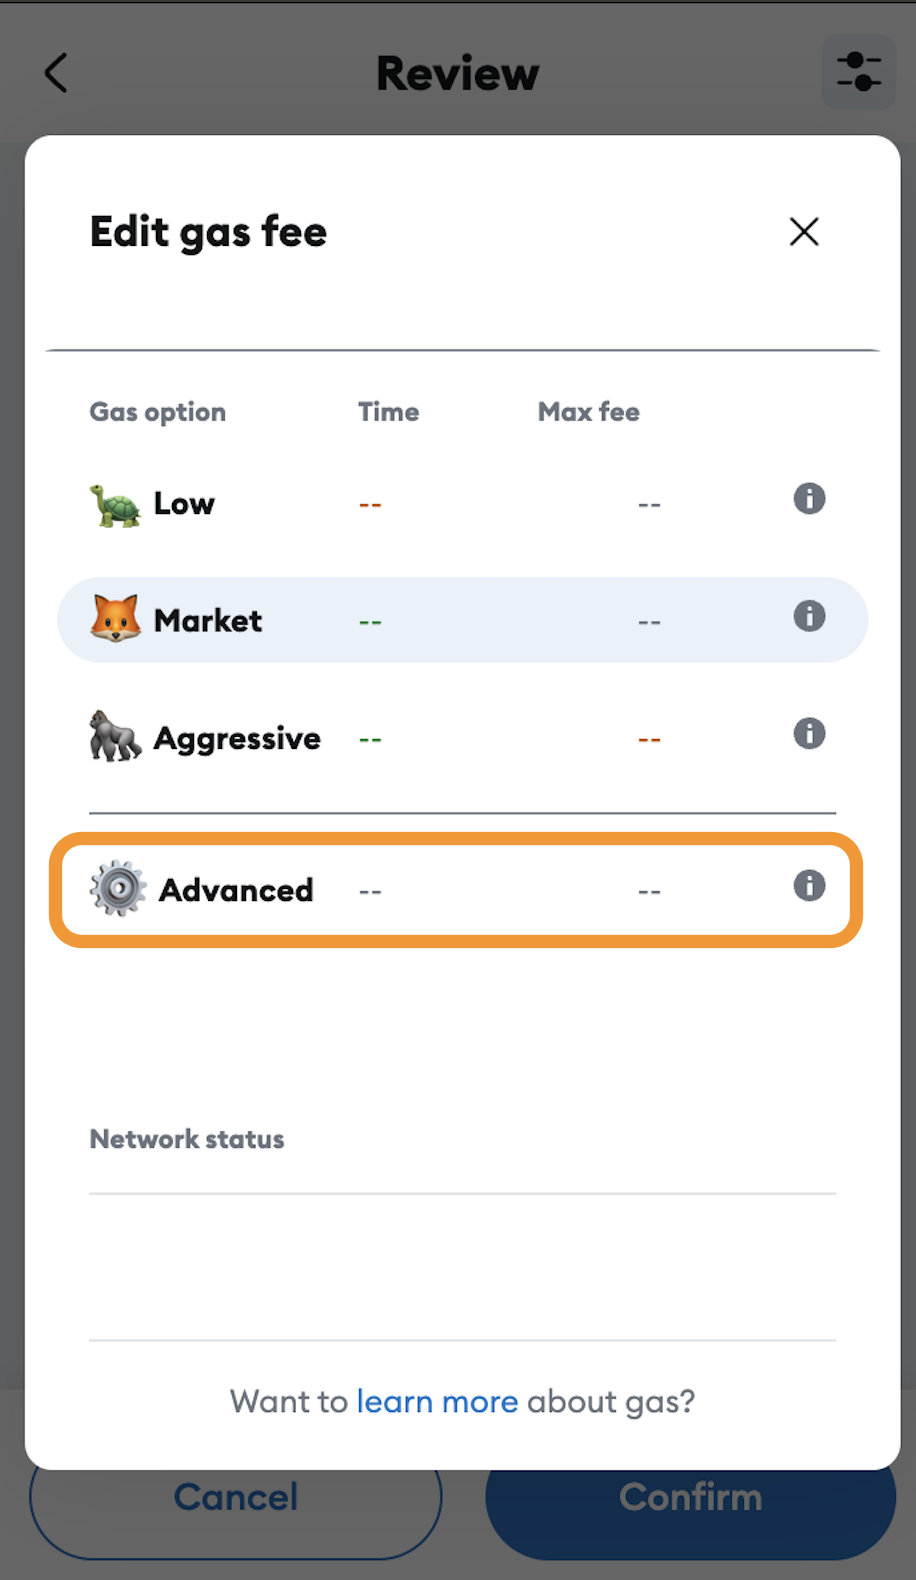 Review
Edit gas fee
Gas option Time Max fee
Low -- --
Market -- --
Aggressive -- --
Advanced -- --
Network status
Want to learn more about gas?
Cancel Confirm